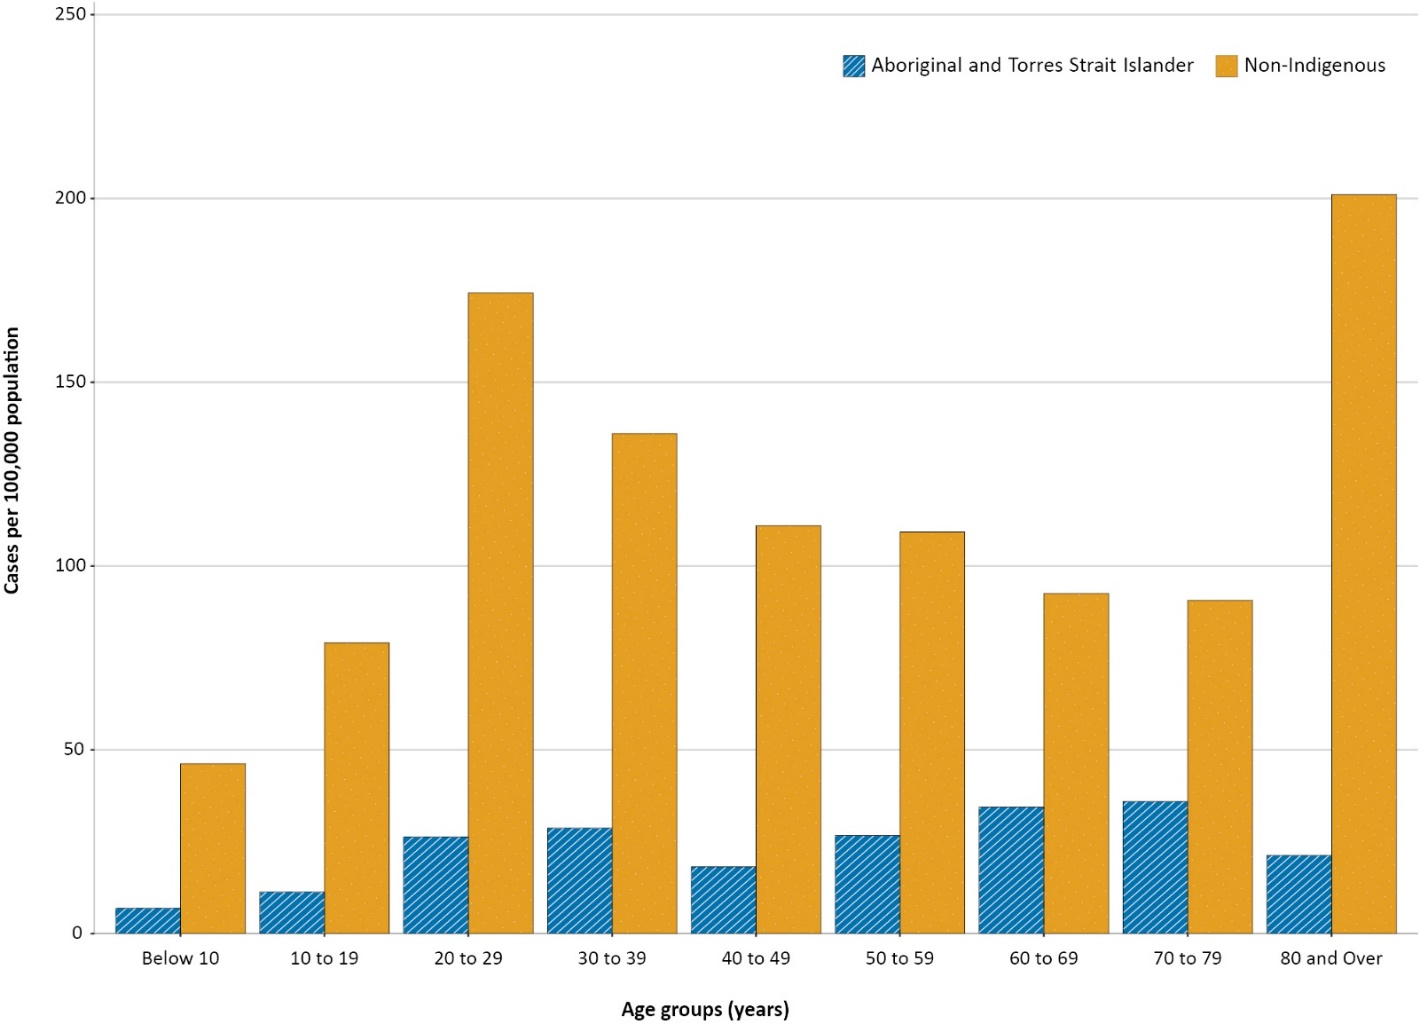 250
Aboriginal and Torres Strait Islander Non-Indigenous
200
150
100
50
0
Cases per 100,000 population
Below 10 10 to 19 20 to 29 30 to 39 40 to 49 50 to 59 60 to 69 70 to 79 80 and Over
Age groups (years)